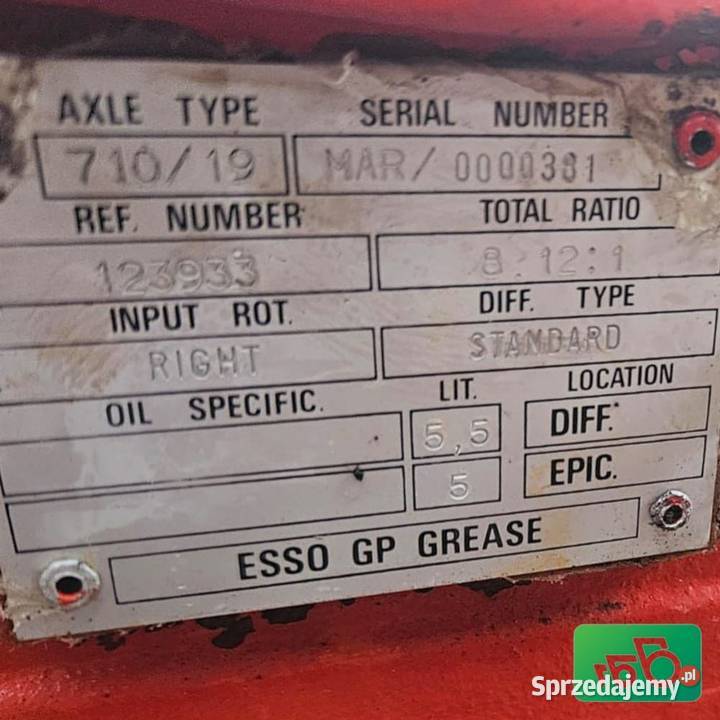 AXLE TYPE SERIAL NUMBER
710/19 MAR/0000381
REF. NUMBER TOTAL RATIO
123933 8.12:1
INPUT ROT. DIFF. TYPE
RIGHT STANDARD
OIL SPECIFIC. LIT. LOCATION
5,5 DIFF.
5 EPIC.
ESSO GP GREASE
Sprzedajemy.pl